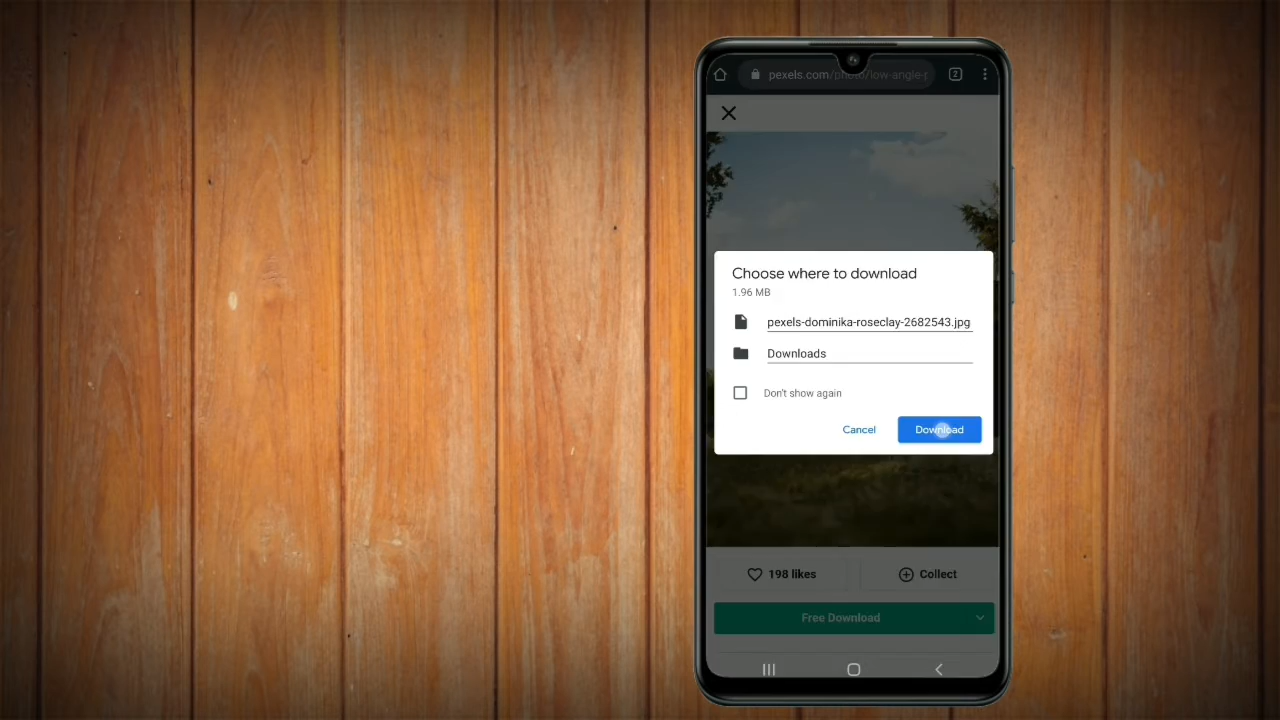 pexels.com/photo/low-angle-p
2
Choose where to download
1.96 MB
pexels-dominika-roseclay-2682543.jpg
Downloads
Don't show again
Cancel
Download
198 likes
Collect
Free Download